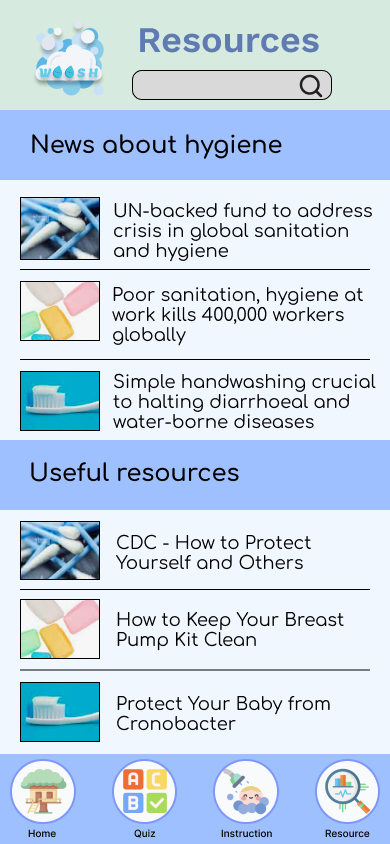 WOOSH
Resources
News about hygiene
UN-backed fund to address
crisis in global sanitation
and hygiene
Poor sanitation, hygiene at
work kills 400,000 workers
globally
Simple handwashing crucial
to halting diarrhoeal and
water-borne diseases
Useful resources
CDC - How to Protect
Yourself and Others
How to Keep Your Breast
Pump Kit Clean
Protect Your Baby from
Cronobacter
A C
B
Home
Quiz
Instruction
Resource